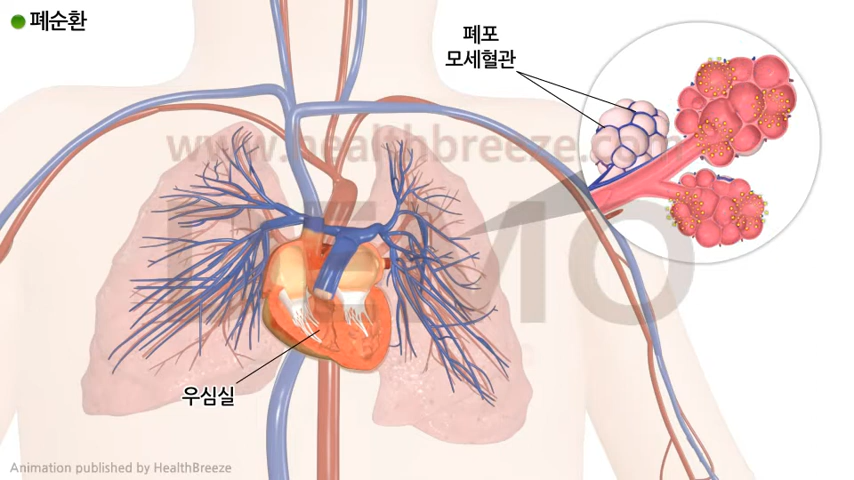 폐순환
폐포
모세혈관
www.healthbreeze.com
DEMO
우심실
Animation published by HealthBreeze